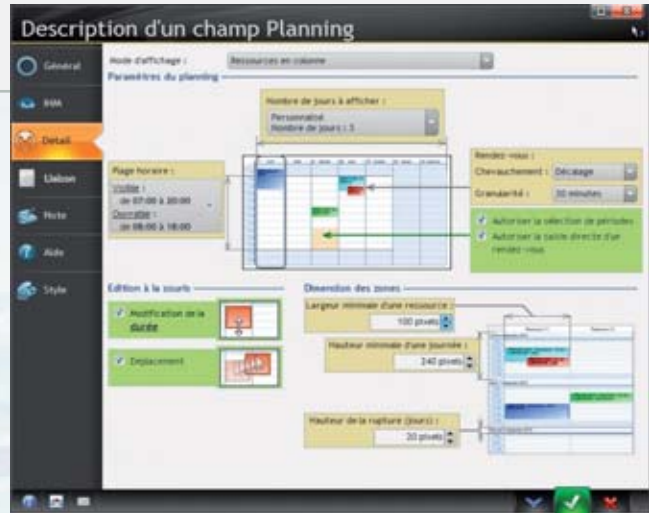 Description d'un champ Planning
Général
Mode d'affichage : Ressources en colonne
Paramètres du planning
IHM
Nombre de jours à afficher :
Personnalisé
Nombre de jours : 5
Détail
Plage horaire :
Visible :
de 07:00 à 20:00
Ouvrable :
de 08:00 à 18:00
Rendez-vous :
Chevauchement : Décalage
Granularité : 30 minutes
Liaison
Autoriser la sélection de périodes
Autoriser la saisie directe d'un
rendez-vous
Note
Aide
Style
Edition à la souris
Modification de la
durée
Déplacement
Dimension des zones
Largeur minimale d'une ressource :
100 pixels
Hauteur minimale d'une journée :
240 pixels
Hauteur de la rupture (jours) :
20 pixels